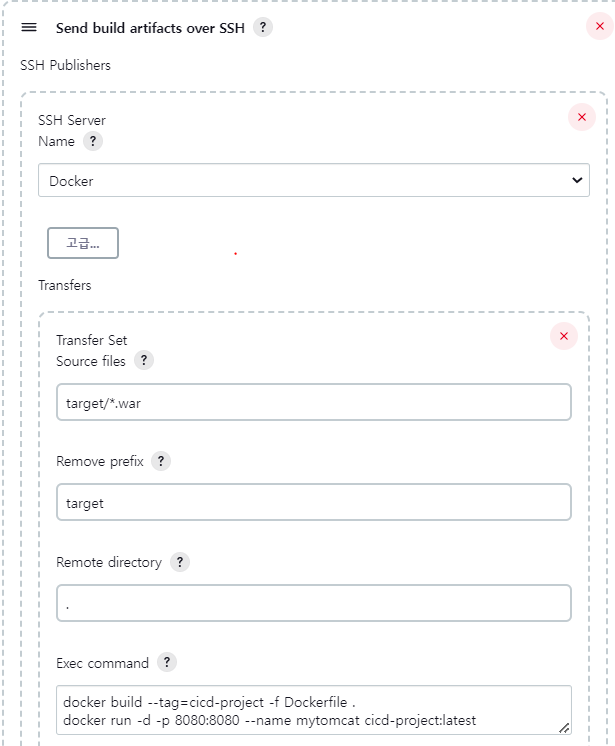 Send build artifacts over SSH ?
SSH Publishers
SSH Server
Name ?
Docker
고급...
Transfers
Transfer Set
Source files ?
target/*.war
Remove prefix ?
target
Remote directory ?
.
Exec command ?
docker build --tag=cicd-project -f Dockerfile .
docker run -d -p 8080:8080 --name mytomcat cicd-project:latest